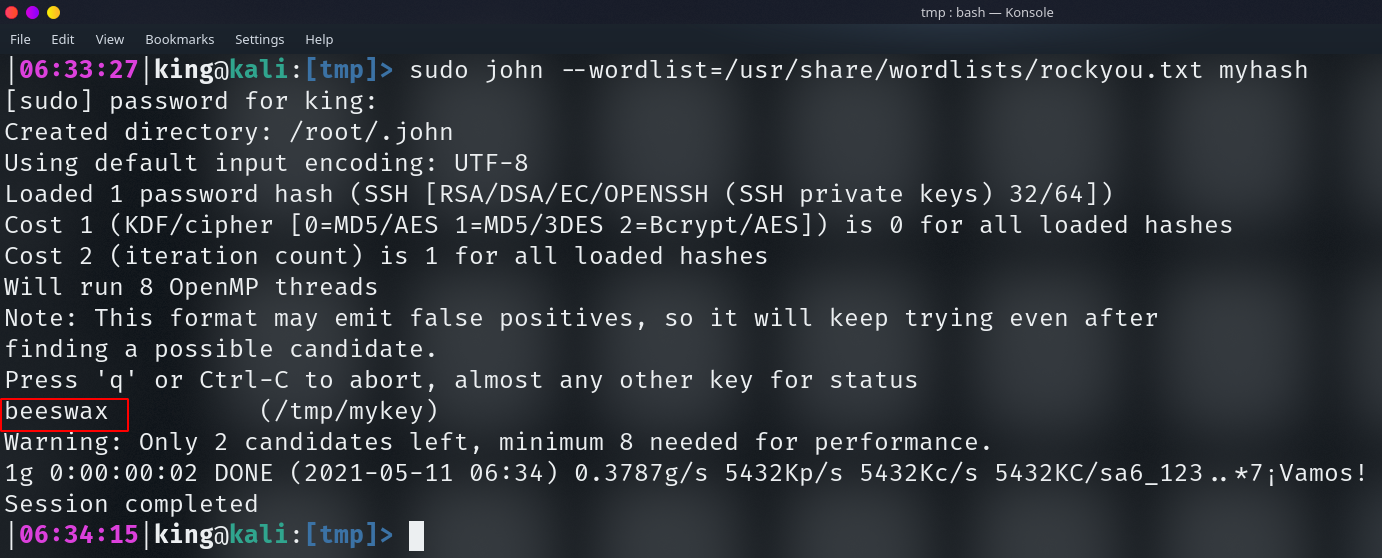 tmp : bash — Konsole
File Edit View Bookmarks Settings Help
|06:33:27|king@kali:[tmp]> sudo john --wordlist=/usr/share/wordlists/rockyou.txt myhash
[sudo] password for king:
Created directory: /root/.john
Using default input encoding: UTF-8
Loaded 1 password hash (SSH [RSA/DSA/EC/OPENSSH (SSH private keys) 32/64])
Cost 1 (KDF/cipher [0=MD5/AES 1=MD5/3DES 2=Bcrypt/AES]) is 0 for all loaded hashes
Cost 2 (iteration count) is 1 for all loaded hashes
Will run 8 OpenMP threads
Note: This format may emit false positives, so it will keep trying even after
finding a possible candidate.
Press 'q' or Ctrl-C to abort, almost any other key for status
beeswax          (/tmp/mykey)
Warning: Only 2 candidates left, minimum 8 needed for performance.
1g 0:00:00:02 DONE (2021-05-11 06:34) 0.3787g/s 5432Kp/s 5432Kc/s 5432KC/sa6_123..*7¡Vamos!
Session completed
|06:34:15|king@kali:[tmp]>